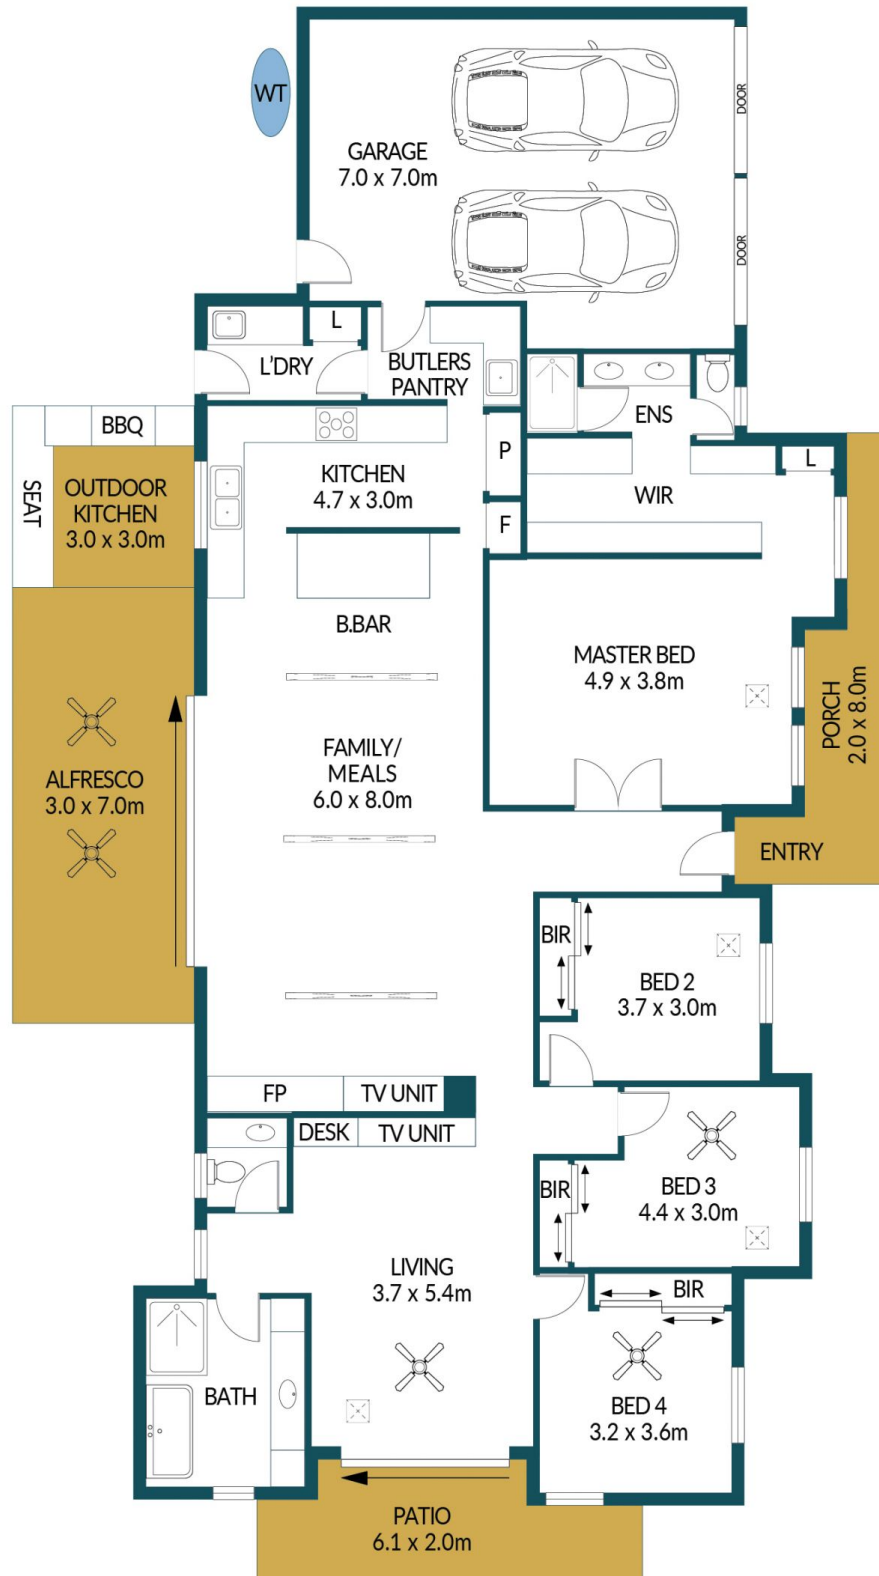 WT
GARAGE
7.0 x 7.0m
DOOR
DOOR
L
L'DRY
BUTLERS
PANTRY
ENS
BBQ
SEAT
OUTDOOR
KITCHEN
3.0 x 3.0m
KITCHEN
4.7 x 3.0m
P
F
WIR
L
B.BAR
MASTER BED
4.9 x 3.8m
PORCH
2.0 x 8.0m
ALFRESCO
3.0 x 7.0m
FAMILY/
MEALS
6.0 x 8.0m
ENTRY
BIR
BED 2
3.7 x 3.0m
FP
TV UNIT
DESK
TV UNIT
BIR
BED 3
4.4 x 3.0m
LIVING
3.7 x 5.4m
BIR
BATH
BED 4
3.2 x 3.6m
PATIO
6.1 x 2.0m